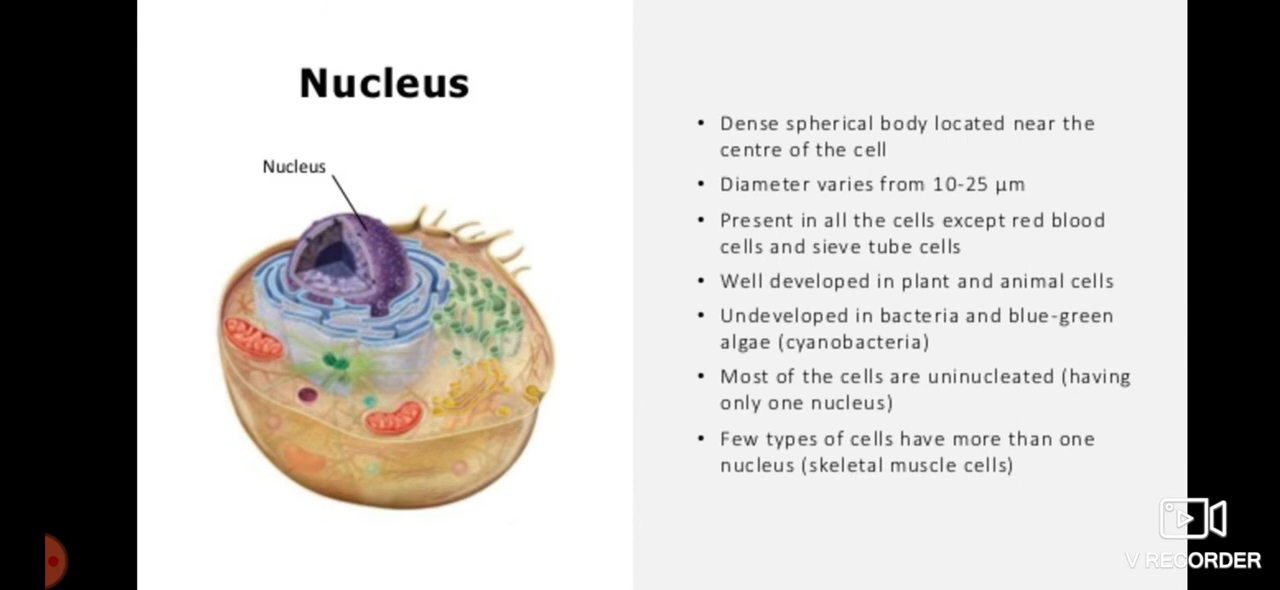 Nucleus
Nucleus
• Dense spherical body located near the
centre of the cell
• Diameter varies from 10-25 µm
• Present in all the cells except red blood
cells and sieve tube cells
• Well developed in plant and animal cells
• Undeveloped in bacteria and blue-green
algae (cyanobacteria)
• Most of the cells are uninucleated (having
only one nucleus)
• Few types of cells have more than one
nucleus (skeletal muscle cells)
V RECORDER